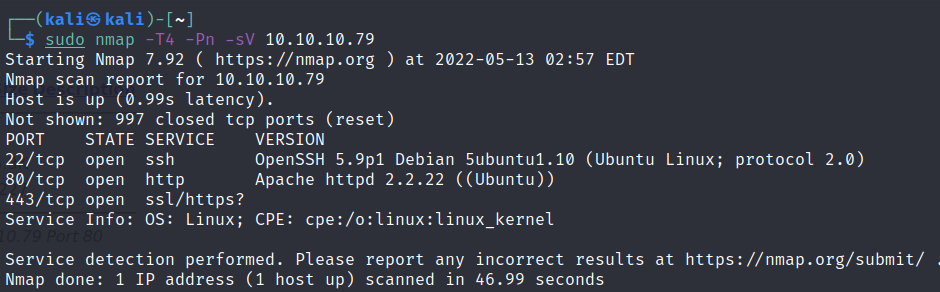 ┌──(kali㉿kali)-[~]
└─$ sudo nmap -T4 -Pn -sV 10.10.10.79
Starting Nmap 7.92 ( https://nmap.org ) at 2022-05-13 02:57 EDT
Nmap scan report for 10.10.10.79
Host is up (0.99s latency).
Not shown: 997 closed tcp ports (reset)
PORT    STATE SERVICE    VERSION
22/tcp  open  ssh        OpenSSH 5.9p1 Debian 5ubuntu1.10 (Ubuntu Linux; protocol 2.0)
80/tcp  open  http       Apache httpd 2.2.22 ((Ubuntu))
443/tcp open  ssl/https?
Service Info: OS: Linux; CPE: cpe:/o:linux:linux_kernel
10.79 Port 80
Service detection performed. Please report any incorrect results at https://nmap.org/submit/ .
Nmap done: 1 IP address (1 host up) scanned in 46.99 seconds